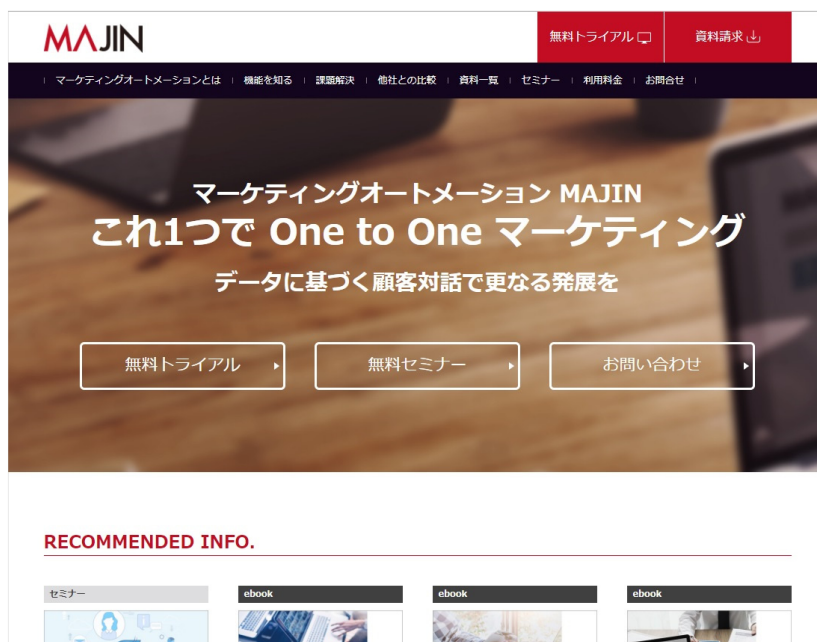 MAJIN
無料トライアル
資料請求
マーケティングオートメーションとは
機能を知る
課題解決
他社との比較
資料一覧
セミナー
利用料金
お問合せ
マーケティングオートメーション MAJIN
これ1つで One to One マーケティング
データに基づく顧客対話で更なる発展を
無料トライアル
無料セミナー
お問い合わせ
RECOMMENDED INFO.
セミナー
ebook
ebook
ebook